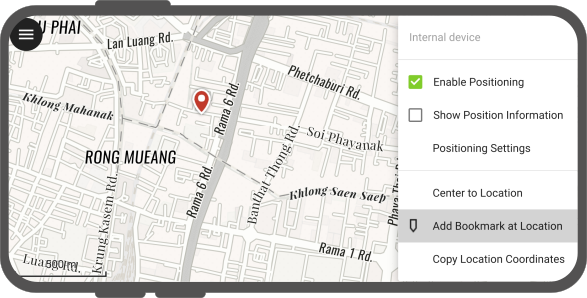 U PHAI
Lan Luang Rd.
Khlong Mahanak
RONG MUEANG
Krung Kasem Rd.
Luang Rd.
500m
Rama 6 Rd.
Rama 6 Rd.
Phetchaburi Rd.
Soi Phayanak
Banthat Thong Rd.
Khlong Saen Saep
Rama 1 Rd.
Phaya Thai
Internal device
Enable Positioning
Show Position Information
Positioning Settings
Center to Location
Add Bookmark at Location
Copy Location Coordinates